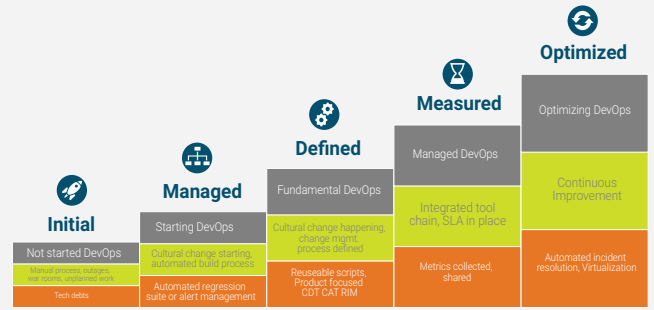 Initial
Not started DevOps
Manual process, outages,
war rooms, unplanned work
Tech debts
Managed
Starting DevOps
Cultural change starting,
automated build process
Automated regression
suite or alert management
Defined
Fundamental DevOps
Cultural change happening,
change mgmt.
process defined
Reuseable scripts,
Product focused
CDT CAT RIM
Measured
Managed DevOps
Integrated tool
chain, SLA in place
Metrics collected,
shared
Optimized
Optimizing DevOps
Continuous
Improvement
Automated incident
resolution, Virtualization